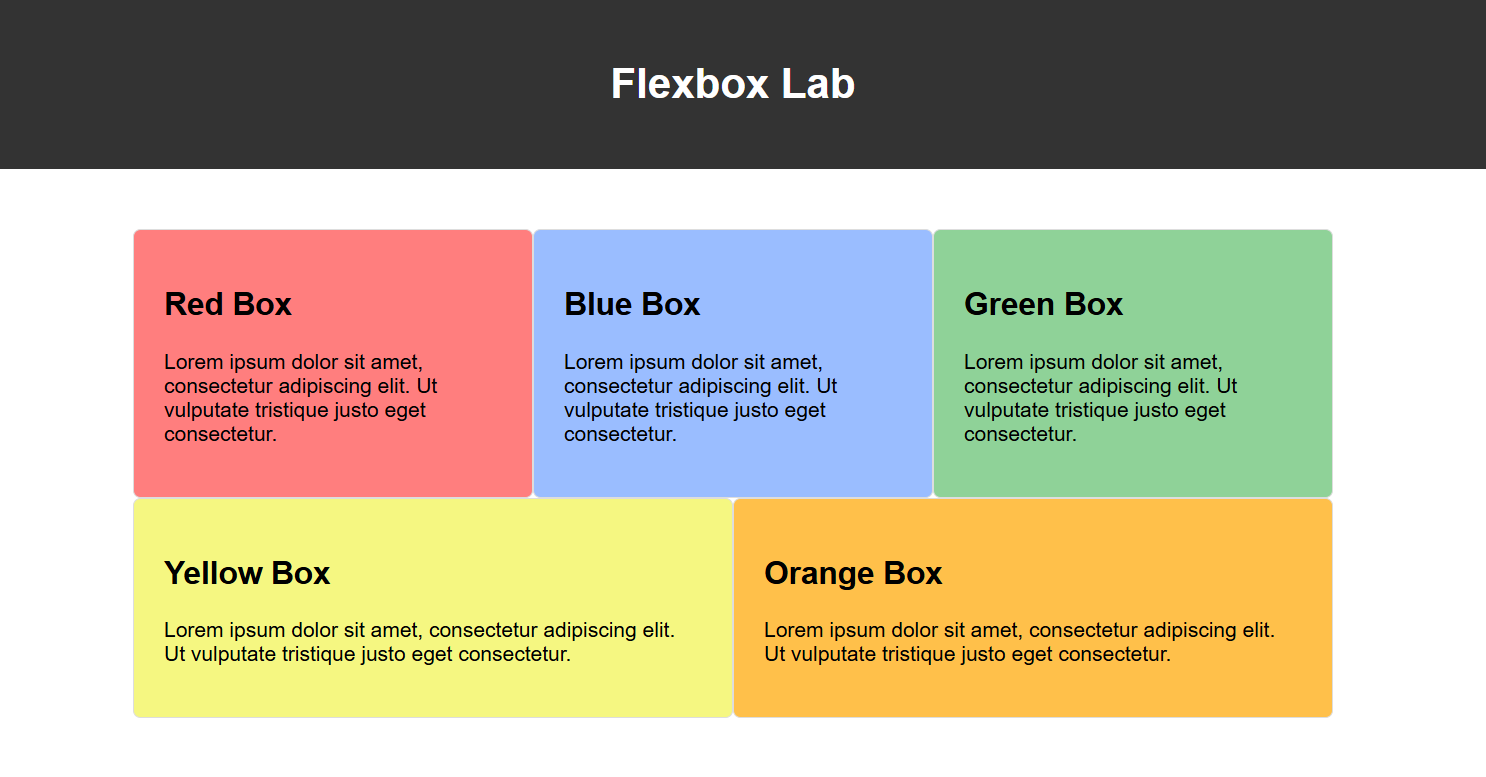 Flexbox Lab
Red Box
Lorem ipsum dolor sit amet,
consectetur adipiscing elit. Ut
vulputate tristique justo eget
consectetur.
Blue Box
Lorem ipsum dolor sit amet,
consectetur adipiscing elit. Ut
vulputate tristique justo eget
consectetur.
Green Box
Lorem ipsum dolor sit amet,
consectetur adipiscing elit. Ut
vulputate tristique justo eget
consectetur.
Yellow Box
Lorem ipsum dolor sit amet, consectetur adipiscing elit.
Ut vulputate tristique justo eget consectetur.
Orange Box
Lorem ipsum dolor sit amet, consectetur adipiscing elit.
Ut vulputate tristique justo eget consectetur.